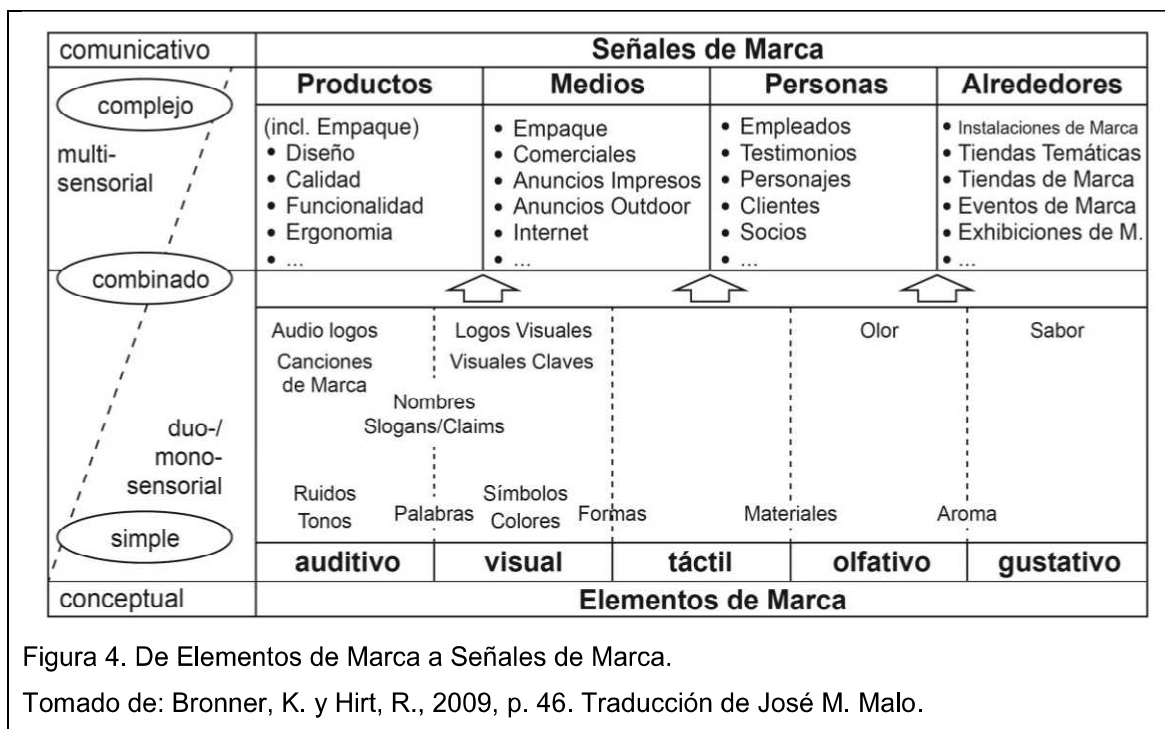 comunicativo
Señales de Marca
complejo
multi-
sensorial
Productos
Medios
Personas
Alrededores
(incl. Empaque)
• Diseño
• Calidad
• Funcionalidad
• Ergonomia
• ...
• Empaque
• Comerciales
• Anuncios Impresos
• Anuncios Outdoor
• Internet
• ...
• Empleados
• Testimonios
• Personajes
• Clientes
• Socios
• ...
• Instalaciones de Marca
• Tiendas Temáticas
• Tiendas de Marca
• Eventos de Marca
• Exhibiciones de M.
• ...
combinado
Audio logos
Canciones
de Marca
Logos Visuales
Visuales Claves
Olor
Sabor
Nombres
Slogans/Claims
duo-/
mono-
sensorial
Ruidos
Tonos
Palabras
Símbolos
Colores
Formas
Materiales
Aroma
simple
auditivo
visual
táctil
olfativo
gustativo
conceptual
Elementos de Marca
Figura 4. De Elementos de Marca a Señales de Marca.
Tomado de: Bronner, K. y Hirt, R., 2009, p. 46. Traducción de José M. Malo.